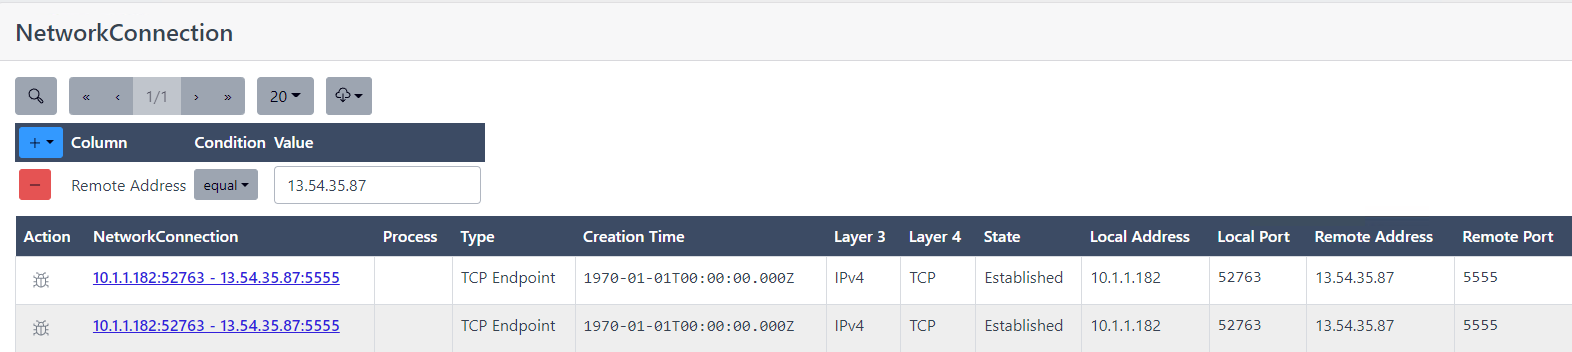 NetworkConnection
« ‹ 1/1 › » 20
+ Column Condition Value
− Remote Address equal 13.54.35.87
Action NetworkConnection Process Type Creation Time Layer 3 Layer 4 State Local Address Local Port Remote Address Remote Port
10.1.1.182:52763 - 13.54.35.87:5555 TCP Endpoint 1970-01-01T00:00:00.000Z IPv4 TCP Established 10.1.1.182 52763 13.54.35.87 5555
10.1.1.182:52763 - 13.54.35.87:5555 TCP Endpoint 1970-01-01T00:00:00.000Z IPv4 TCP Established 10.1.1.182 52763 13.54.35.87 5555